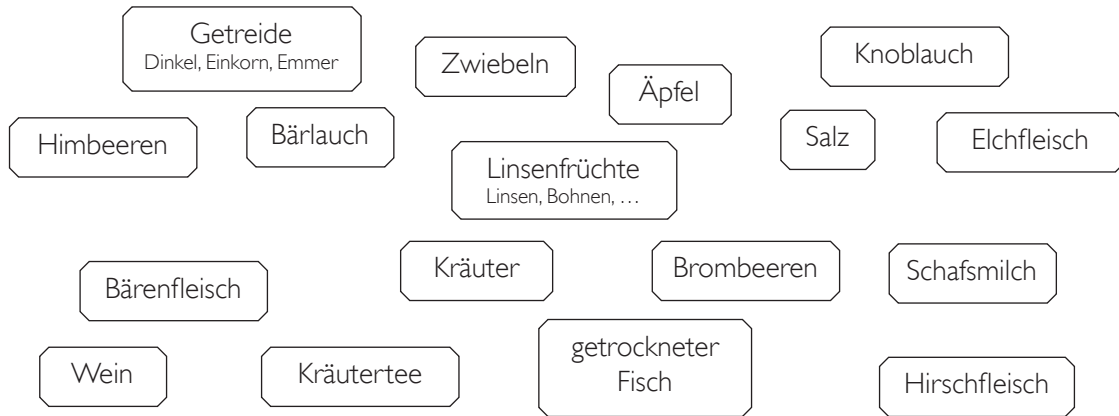 Getreide
Dinkel, Einkorn, Emmer
Zwiebeln
Äpfel
Knoblauch
Himbeeren
Bärlauch
Linsenfrüchte
Linsen, Bohnen, …
Salz
Elchfleisch
Bärenfleisch
Kräuter
Brombeeren
Schafsmilch
Wein
Kräutertee
getrockneter
Fisch
Hirschfleisch